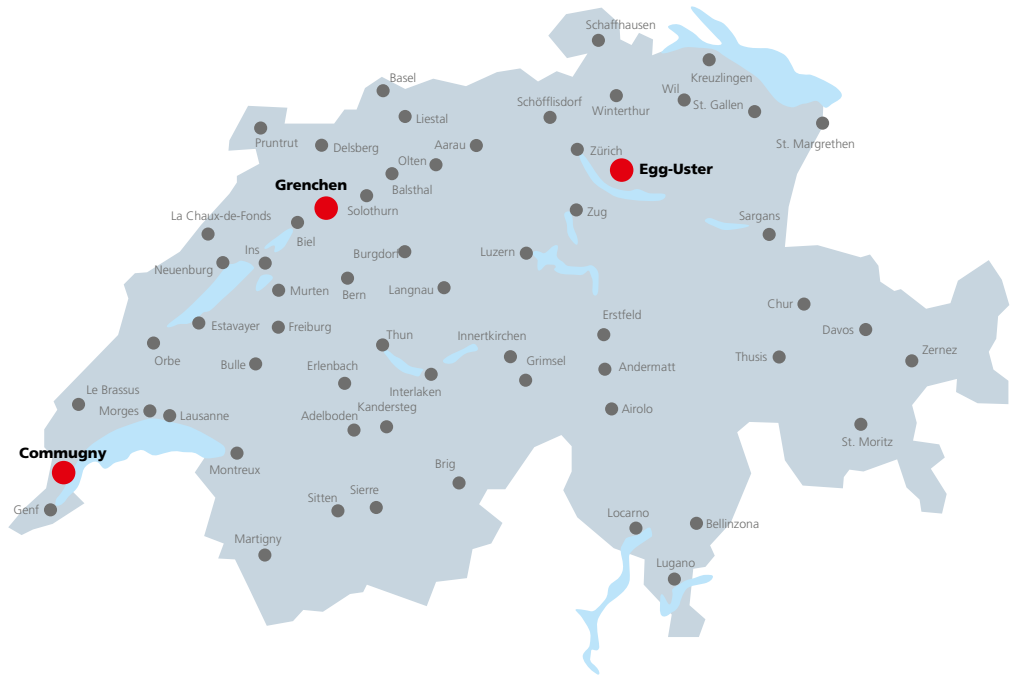 Schaffhausen
Basel
Kreuzlingen
Wil
Schöfflisdorf
Winterthur
St. Gallen
Liestal
Pruntrut
Delsberg
Aarau
Zürich
St. Margrethen
Olten
Egg-Uster
Grenchen
Balsthal
Solothurn
La Chaux-de-Fonds
Zug
Sargans
Biel
Ins
Burgdorf
Luzern
Neuenburg
Murten
Bern
Langnau
Chur
Erstfeld
Estavayer
Freiburg
Davos
Thun
Innertkirchen
Zernez
Orbe
Bulle
Erlenbach
Grimsel
Andermatt
Thusis
Interlaken
Le Brassus
Morges
Lausanne
Kandersteg
Adelboden
Airolo
St. Moritz
Commugny
Montreux
Brig
Sitten
Sierre
Genf
Locarno
Bellinzona
Martigny
Lugano